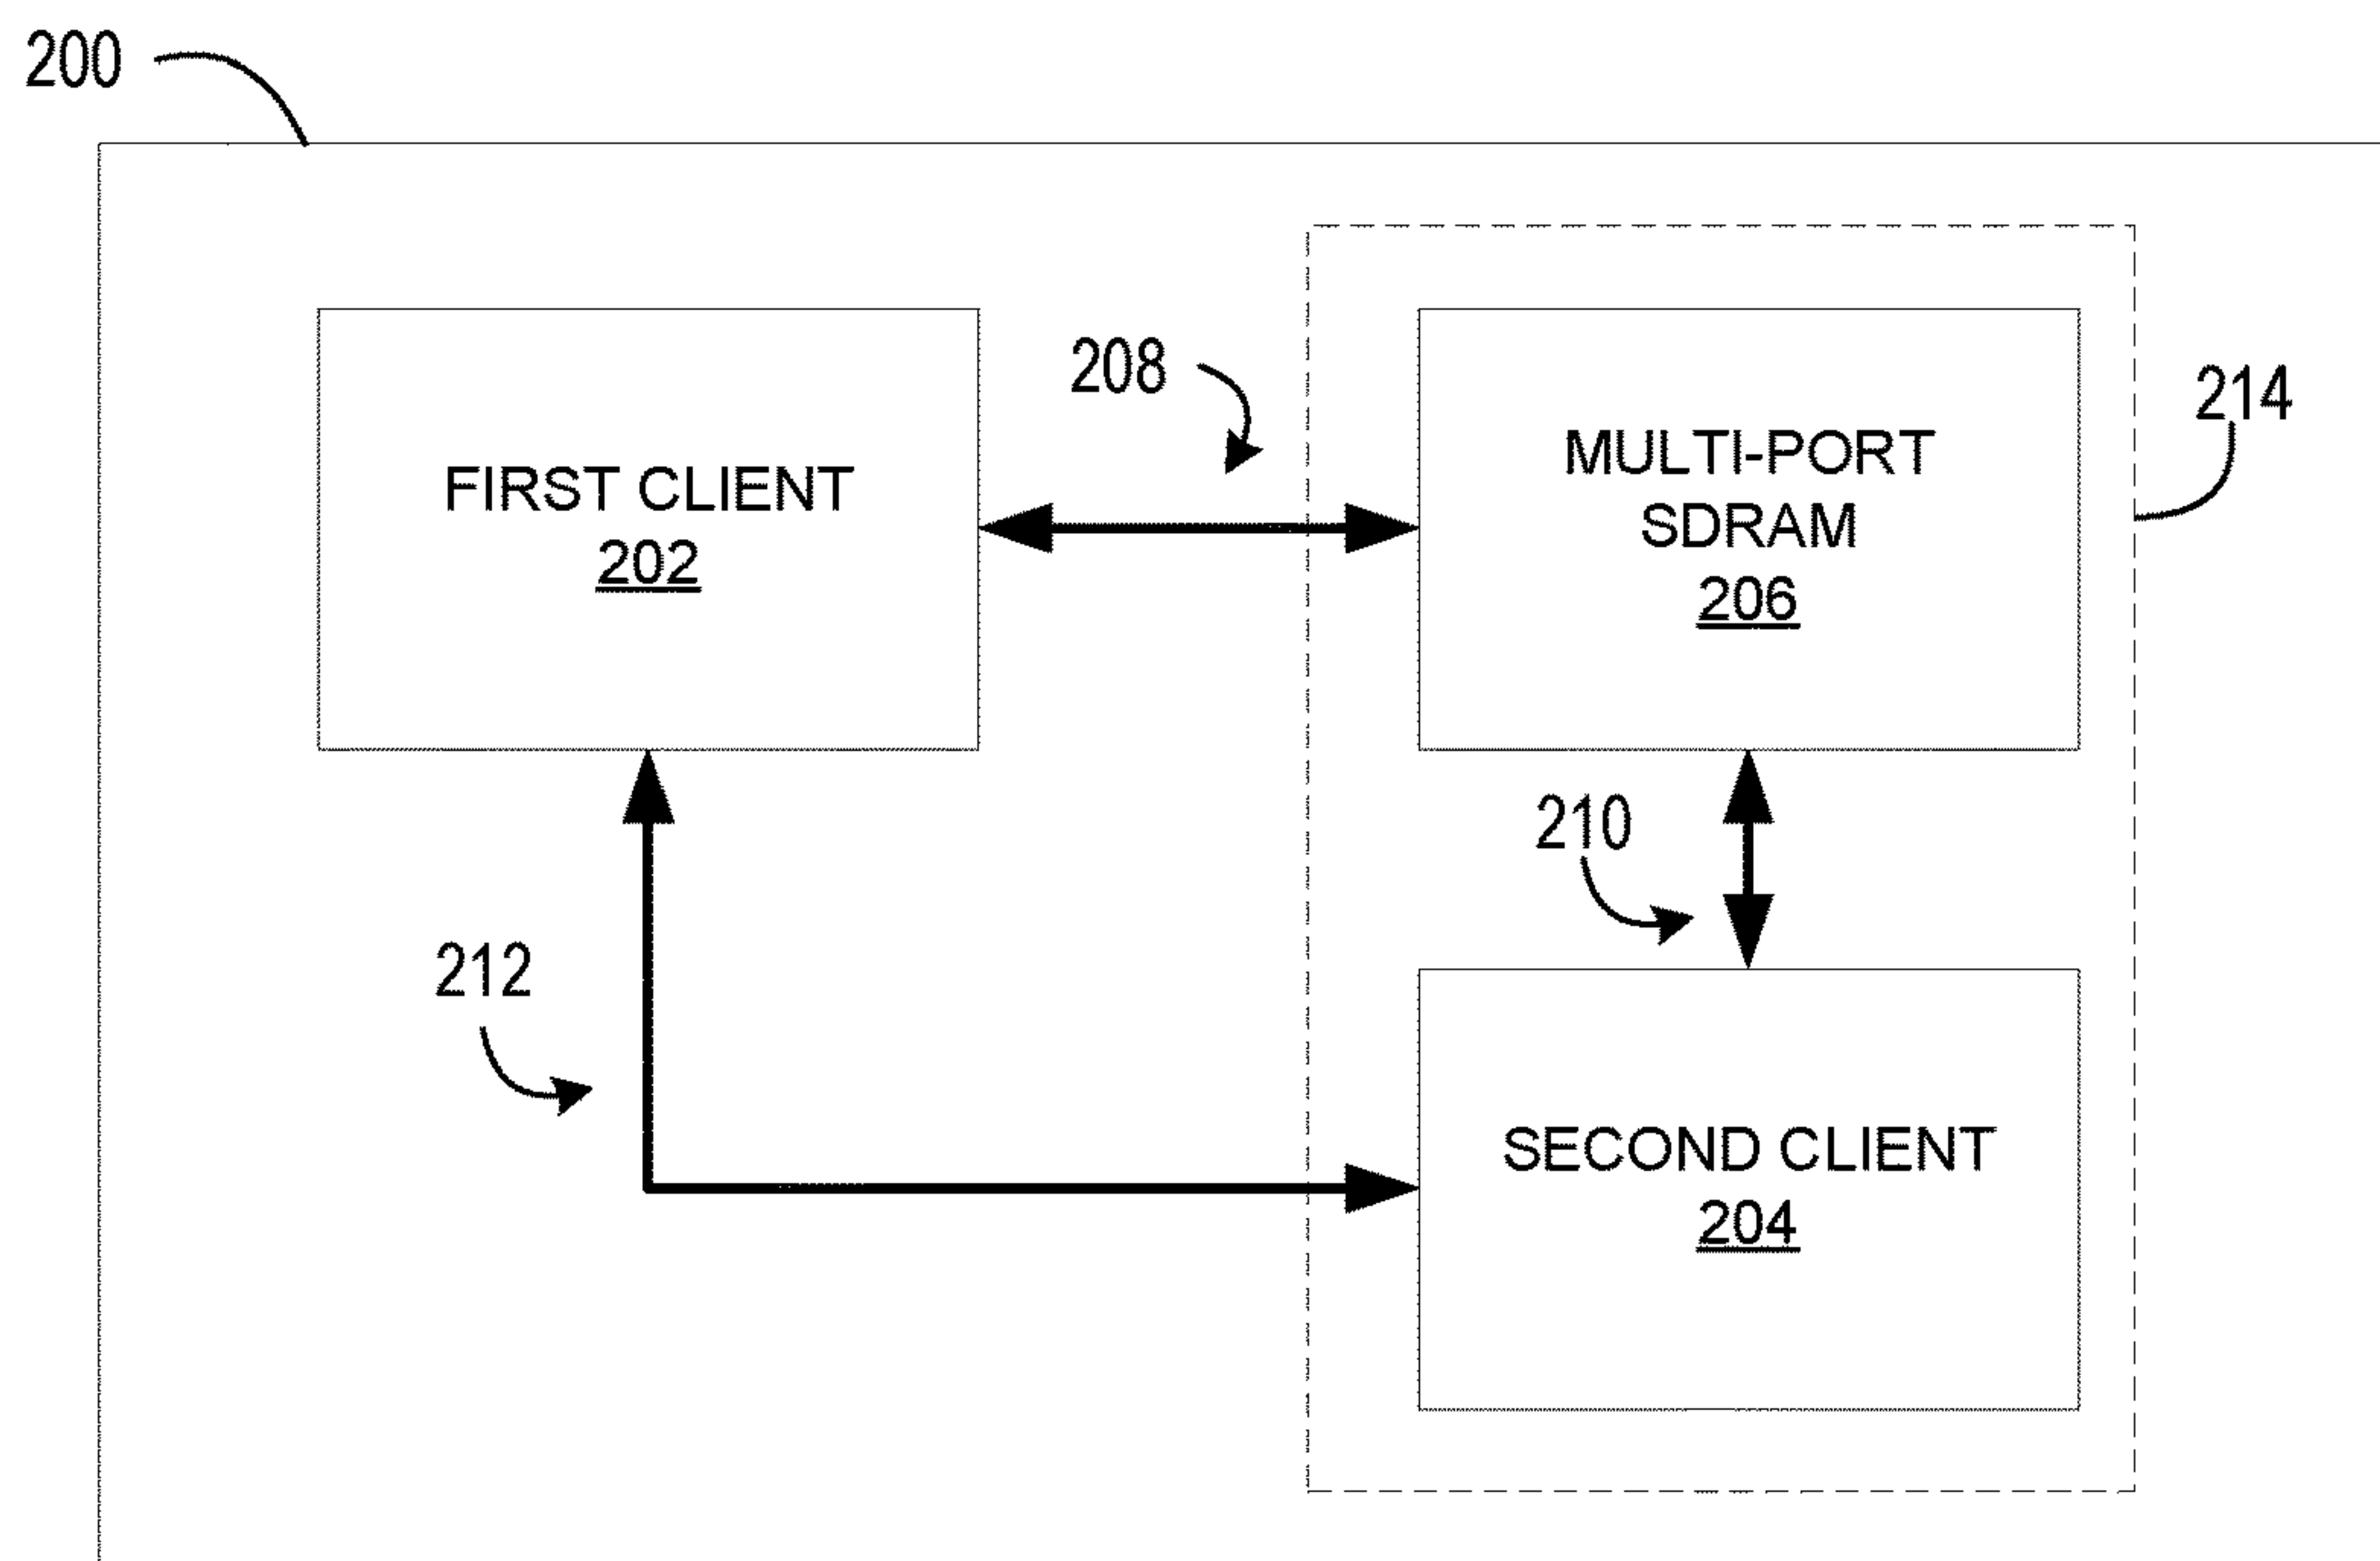 200
208
214
FIRST CLIENT
202
MULTI-PORT
SDRAM
206
210
212
SECOND CLIENT
204